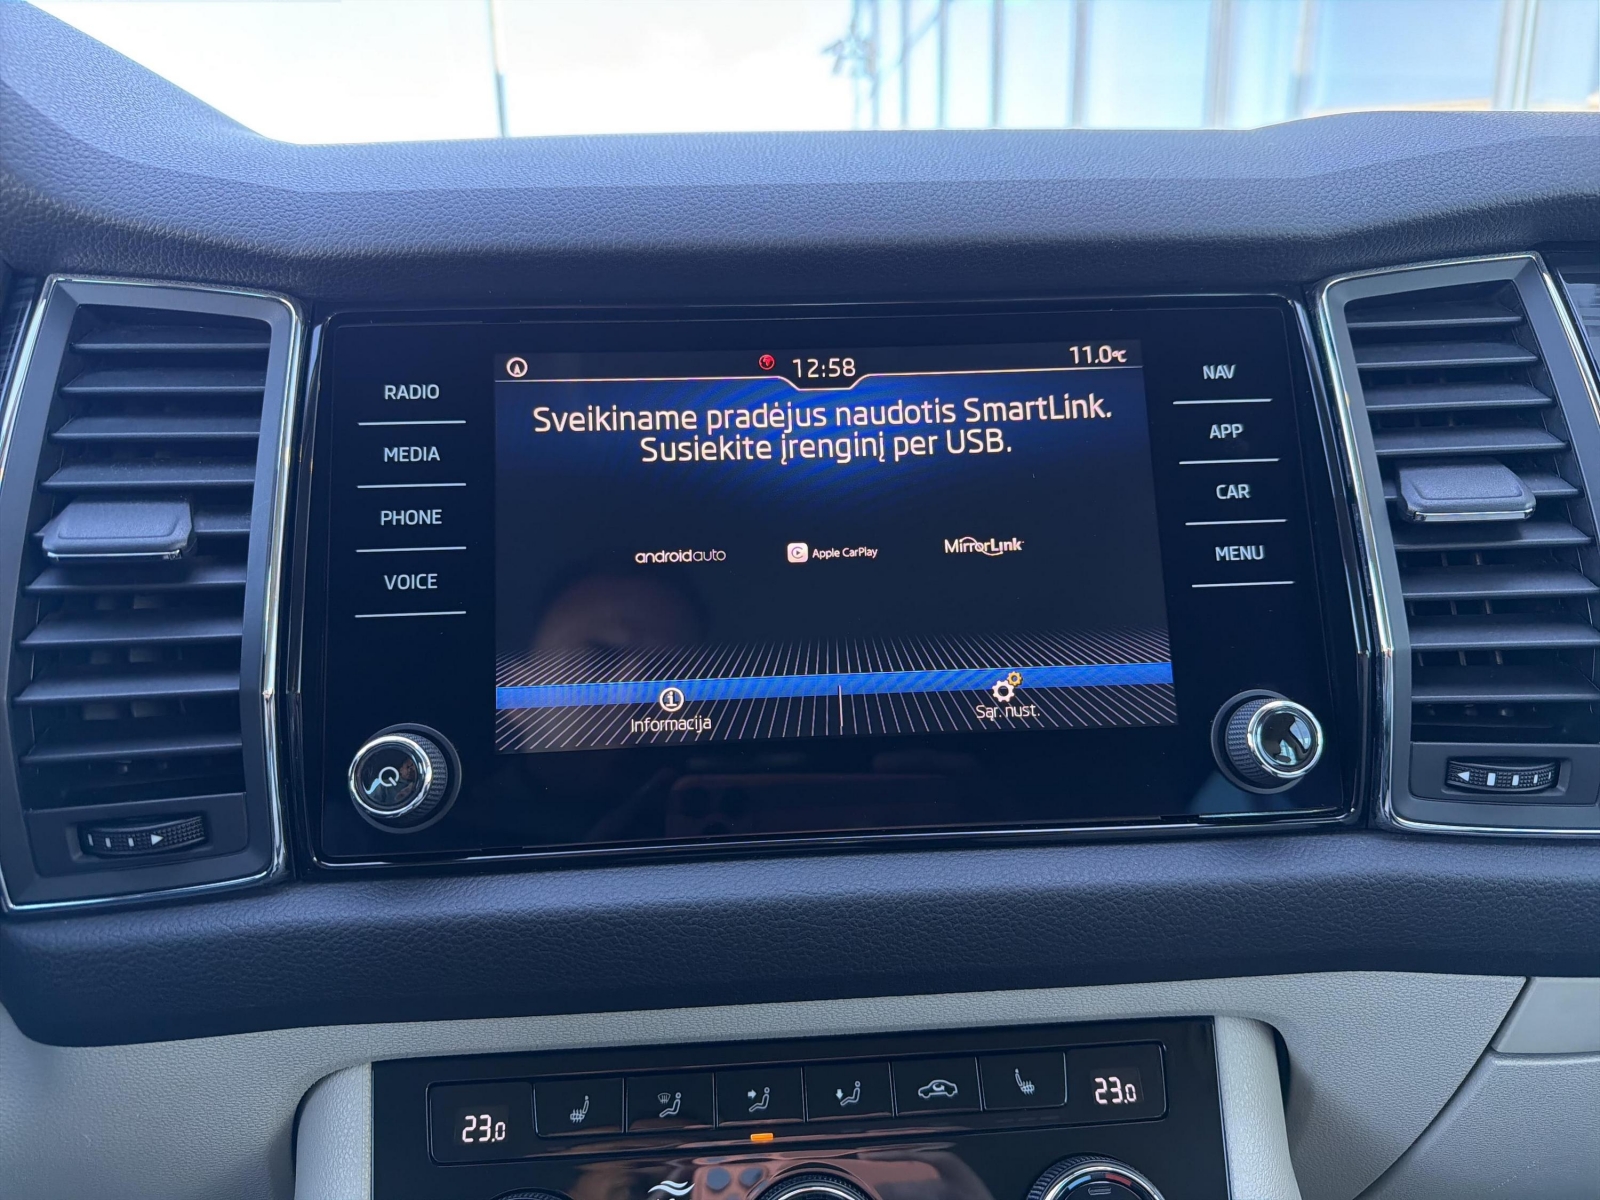 12:58
11.0°C
Sveikiname pradėjus naudotis SmartLink.
Susiekite įrenginį per USB.
androidauto
Apple CarPlay
MirrorLink
Informacija
Sąr. nust.
RADIO
MEDIA
PHONE
VOICE
NAV
APP
CAR
MENU
23.0
23.0